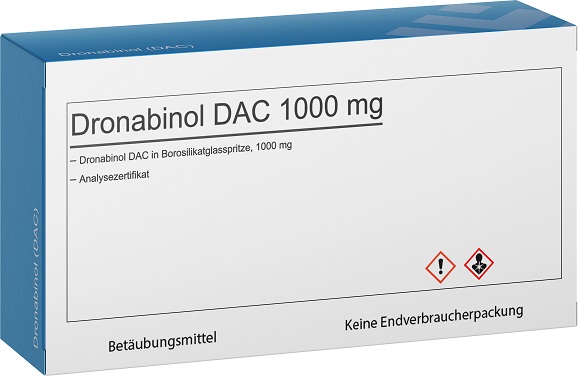 Dronabinol (DAC)
Dronabinol DAC 1000 mg
– Dronabinol DAC in Borosilikatglasspritze, 1000 mg
– Analysezertifikat
Dronabinol (DAC)
Betäubungsmittel
Keine Endverbraucherpackung